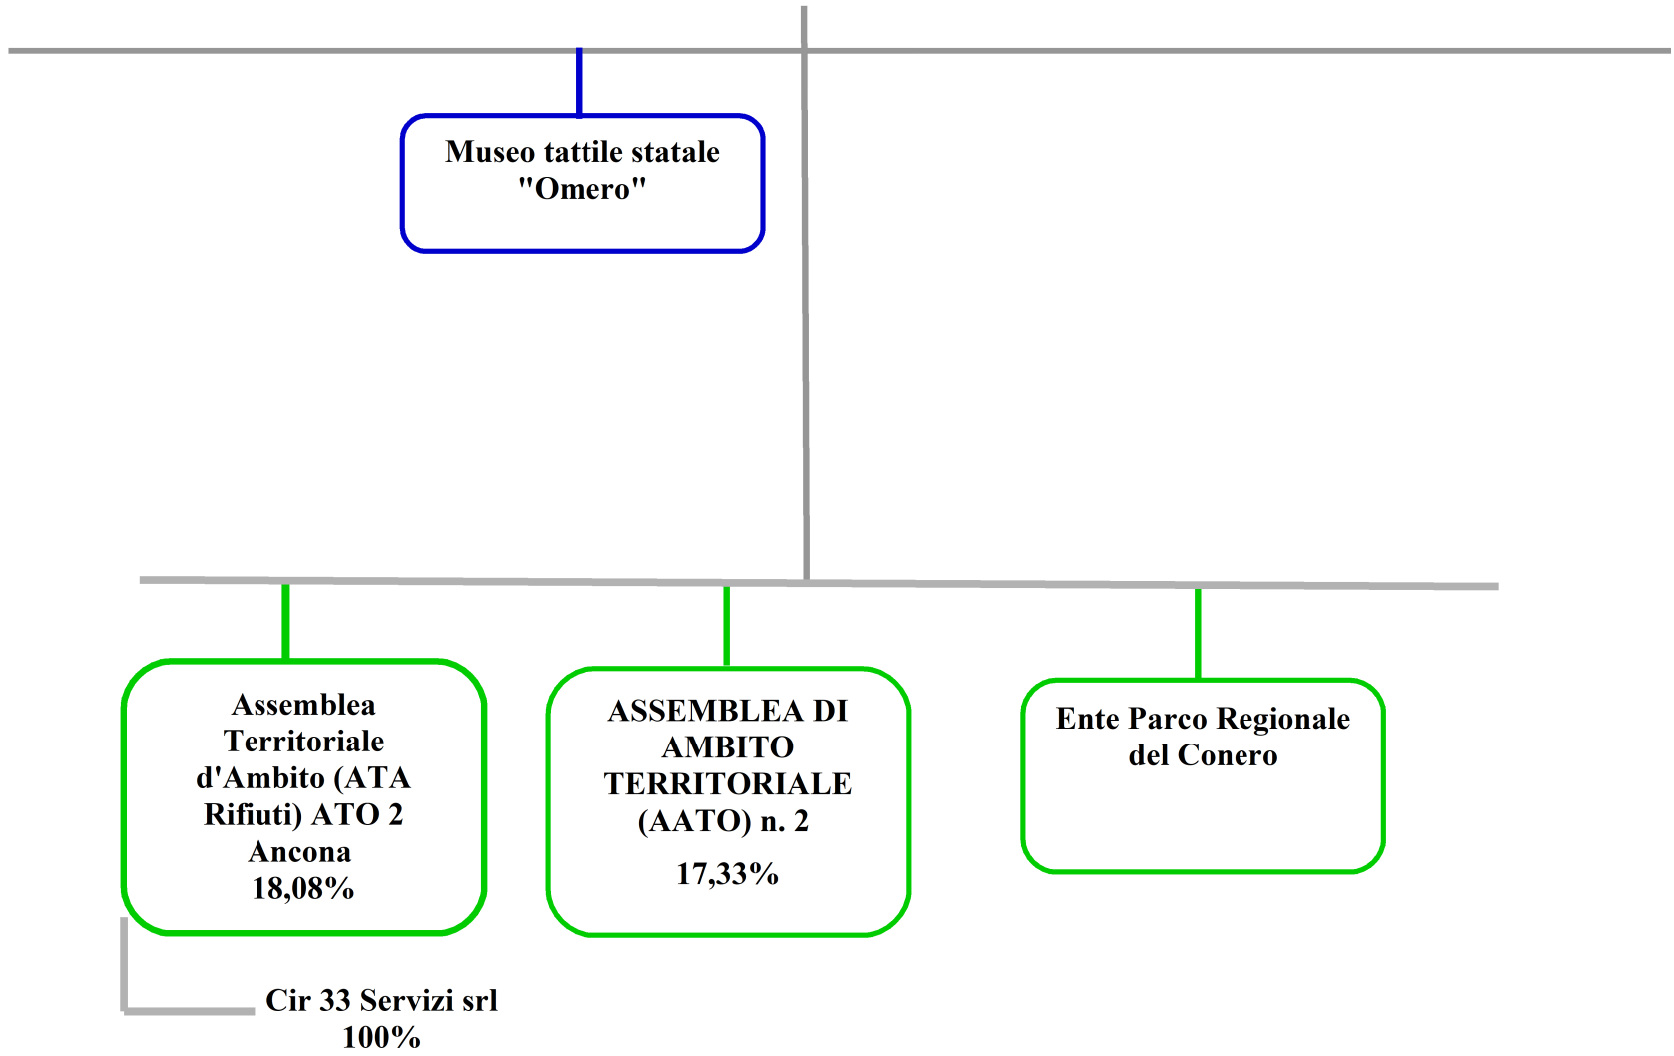 Museo tattile statale
"Omero"
Assemblea
Territoriale
d'Ambito (ATA
Rifiuti) ATO 2
Ancona
18,08%
ASSEMBLEA DI
AMBITO
TERRITORIALE
(AATO) n. 2
17,33%
Ente Parco Regionale
del Conero
Cir 33 Servizi srl
100%